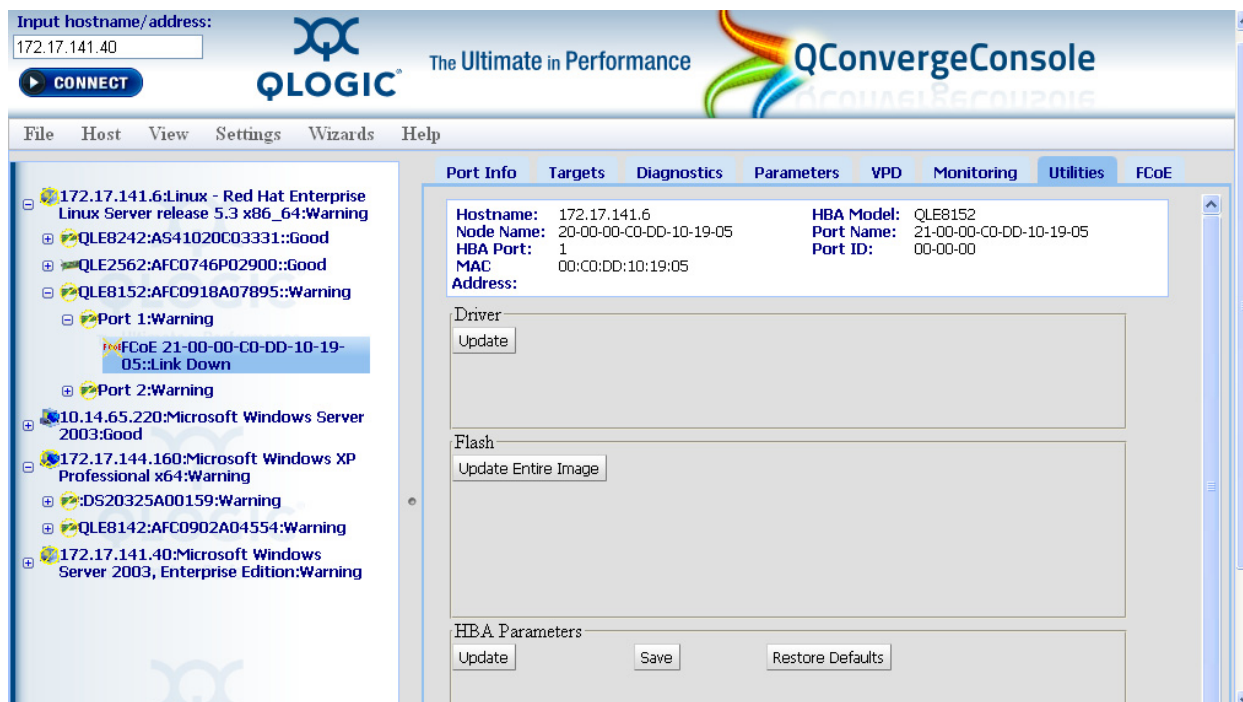 Input hostname/address:
172.17.141.40
CONNECT
QLOGIC
The Ultimate in Performance
QConvergeConsole
File Host View Settings Wizards Help
172.17.141.6:Linux - Red Hat Enterprise
Linux Server release 5.3 x86_64:Warning
QLE8242:AS41020C03331::Good
QLE2562:AFC0746P02900::Good
QLE8152:AFC0918A07895::Warning
Port 1:Warning
FCoE 21-00-00-C0-DD-10-19-
05::Link Down
Port 2:Warning
10.14.65.220:Microsoft Windows Server
2003:Good
172.17.144.160:Microsoft Windows XP
Professional x64:Warning
:DS20325A00159:Warning
QLE8142:AFC0902A04554:Warning
172.17.141.40:Microsoft Windows
Server 2003, Enterprise Edition:Warning
Port Info Targets Diagnostics Parameters VPD Monitoring Utilities FCoE
Hostname: 172.17.141.6 HBA Model: QLE8152
Node Name: 20-00-00-C0-DD-10-19-05 Port Name: 21-00-00-C0-DD-10-19-05
HBA Port: 1 Port ID: 00-00-00
MAC 00:C0:DD:10:19:05
Address:
Driver
Update
Flash
Update Entire Image
HBA Parameters
Update Save Restore Defaults